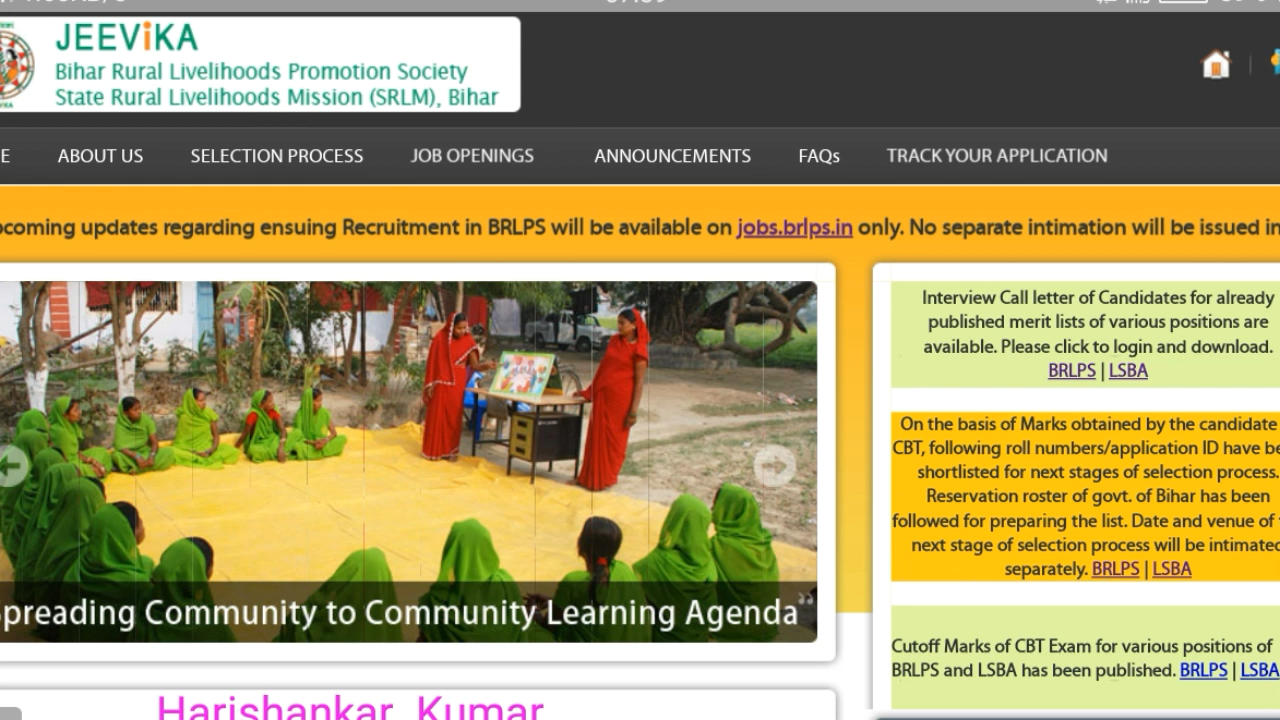 JEEViKA
Bihar Rural Livelihoods Promotion Society
State Rural Livelihoods Mission (SRLM), Bihar
E ABOUT US SELECTION PROCESS JOB OPENINGS ANNOUNCEMENTS FAQs TRACK YOUR APPLICATION
pcoming updates regarding ensuing Recruitment in BRLPS will be available on jobs.brlps.in only. No separate intimation will be issued in
Spreading Community to Community Learning Agenda"
Harishankar Kumar
Interview Call letter of Candidates for already
published merit lists of various positions are
available. Please click to login and download.
BRLPS | LSBA
On the basis of Marks obtained by the candidate
CBT, following roll numbers/application ID have be
shortlisted for next stages of selection process.
Reservation roster of govt. of Bihar has been
followed for preparing the list. Date and venue of
next stage of selection process will be intimated
separately. BRLPS | LSBA
Cutoff Marks of CBT Exam for various positions of
BRLPS and LSBA has been published. BRLPS | LSBA